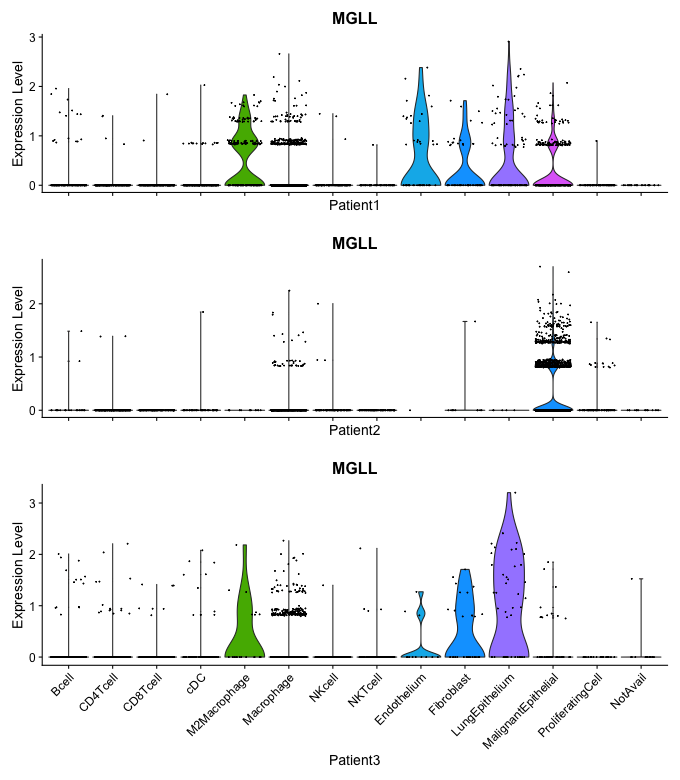 MGLL
Expression Level
3
2
1
0
Patient1
MGLL
Expression Level
2
1
0
Patient2
MGLL
Expression Level
3
2
1
0
Bcell
CD4Tcell
CD8Tcell
cDC
M2Macrophage
Macrophage
NKcell
NKTcell
Endothelium
Fibroblast
LungEpithelium
MalignantEpithelial
ProliferatingCell
NotAvail
Patient3